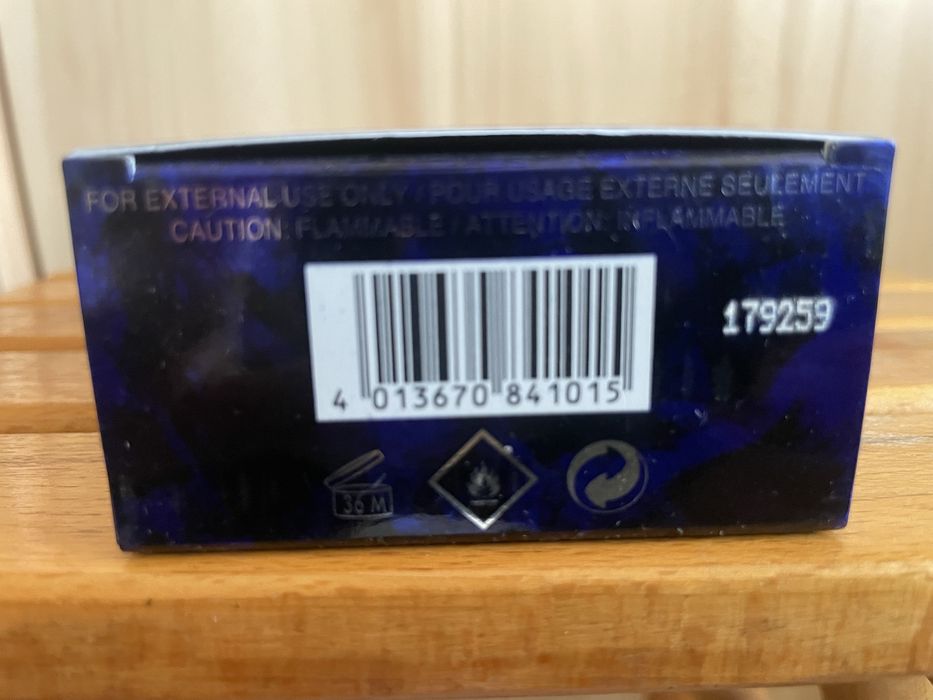 FOR EXTERNAL USE ONLY / POUR USAGE EXTERNE SEULEMENT
CAUTION: FLAMMABLE / ATTENTION: INFLAMMABLE
179259
4 013670 841015
36 M